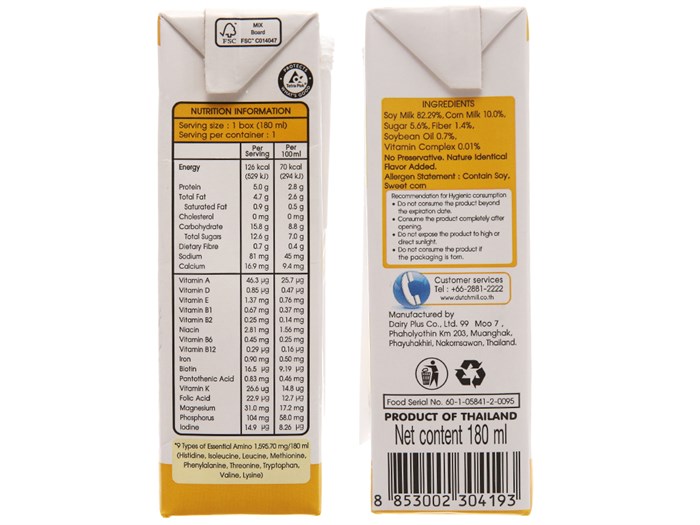 MIX
Board
FSC
FSC® C014047
PROTECTS
Tetra Pak®
WHAT'S GOOD
NUTRITION INFORMATION
Serving size : 1 box (180 ml)
Serving per container : 1
Per Serving Per 100ml
Energy 126 kcal 70 kcal
(529 kJ) (294 kJ)
Protein 5.0 g 2.8 g
Total Fat 4.7 g 2.6 g
Saturated Fat 0.9 g 0.5 g
Cholesterol 0 mg 0 mg
Carbohydrate 15.8 g 8.8 g
Total Sugars 12.6 g 7.0 g
Dietary Fibre 0.7 g 0.4 g
Sodium 81 mg 45 mg
Calcium 16.9 mg 9.4 mg
Vitamin A 46.3 µg 25.7 µg
Vitamin D 0.85 µg 0.47 µg
Vitamin E 1.37 mg 0.76 mg
Vitamin B1 0.67 mg 0.37 mg
Vitamin B2 0.25 mg 0.14 mg
Niacin 2.81 mg 1.56 mg
Vitamin B6 0.45 mg 0.25 mg
Vitamin B12 0.29 µg 0.16 µg
Iron 0.90 mg 0.50 mg
Biotin 16.5 µg 9.19 µg
Pantothenic Acid 0.83 mg 0.46 mg
Vitamin K 26.6 ug 14.8 ug
Folic Acid 22.9 µg 12.7 µg
Magnesium 31.0 mg 17.2 mg
Phosphorus 104 mg 58.0 mg
Iodine 14.9 µg 8.26 µg
*9 Types of Essential Amino 1,595.70 mg/180 ml
(Histidine, Isoleucine, Leucine, Methionine,
Phenylalanine, Threonine, Tryptophan,
Valine, Lysine)
INGREDIENTS
Soy Milk 82.29%, Corn Milk 10.0%,
Sugar 5.6%, Fiber 1.4%,
Soybean Oil 0.7%,
Vitamin Complex 0.01%
No Preservative. Nature Identical
Flavor Added.
Allergen Statement : Contain Soy,
Sweet corn
Recommendation for Hygienic consumption
• Do not consume the product beyond
the expiration date.
• Consume the product completely after
opening.
• Do not expose the product to high or
direct sunlight.
• Do not consume the product if
the packaging is torn.
Customer services
Tel : +66-2881-2222
www.dutchmill.co.th
Manufactured by
Dairy Plus Co., Ltd. 99 Moo 7 ,
Phaholyothin Km 203, Muanghak,
Phayuhakhiri, Nakornsawan, Thailand.
Food Serial No. 60-1-05841-2-0095
PRODUCT OF THAILAND
Net content 180 ml
8 853002 304193